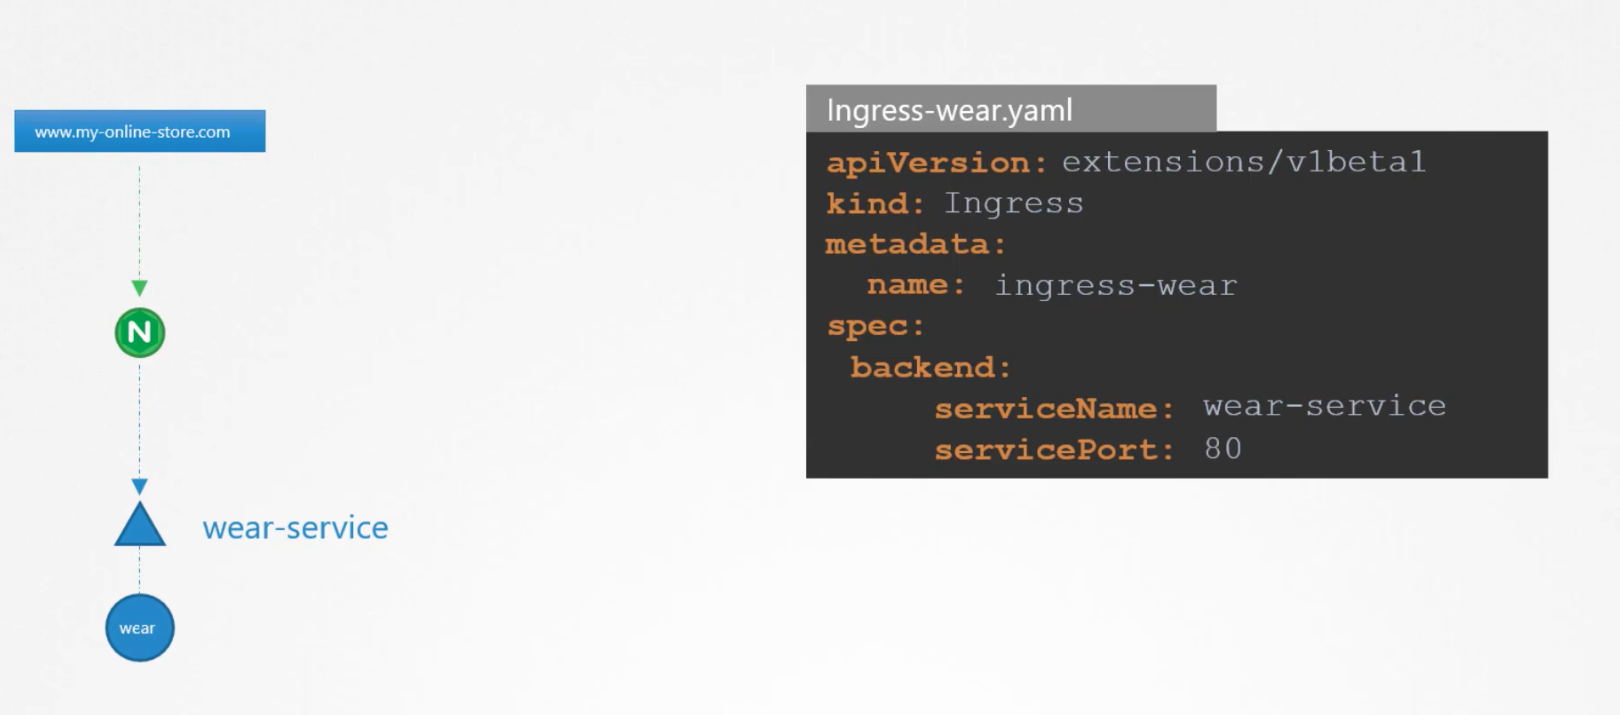 www.my-online-store.com
N
wear-service
wear
Ingress-wear.yaml
apiVersion: extensions/v1beta1
kind: Ingress
metadata:
  name: ingress-wear
spec:
 backend:
     serviceName: wear-service
     servicePort: 80